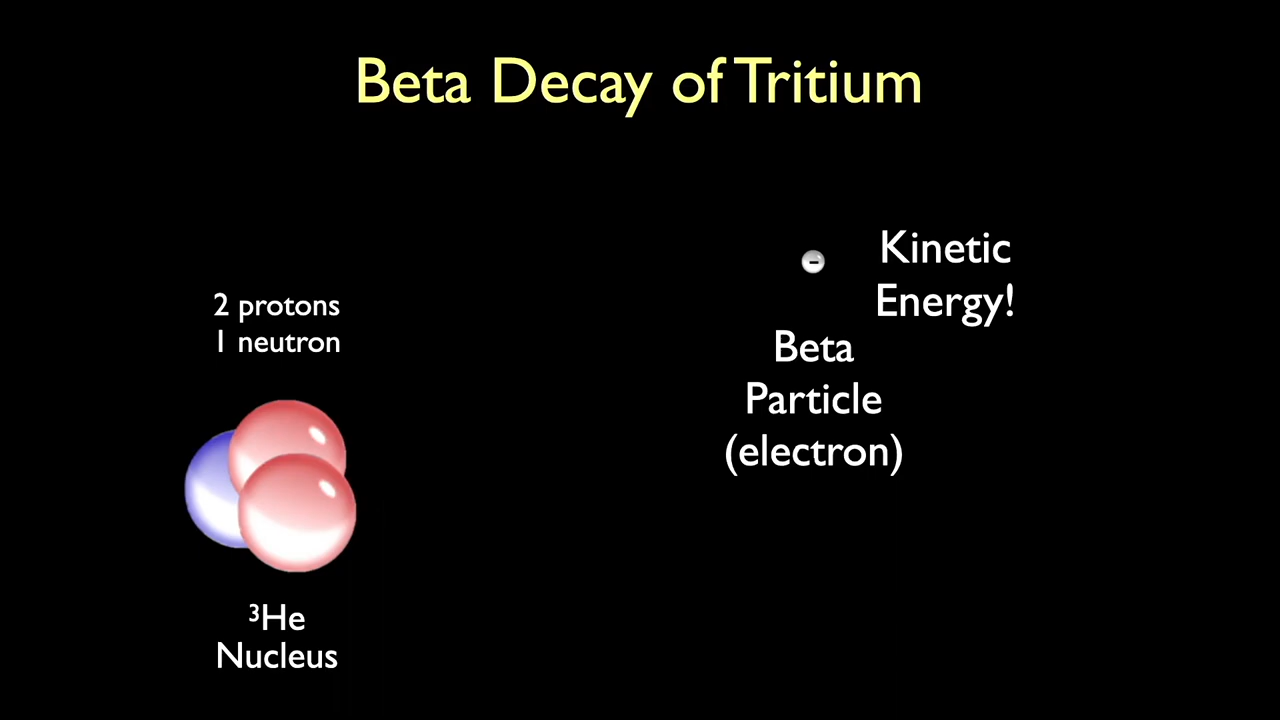 Beta Decay of Tritium
Kinetic
Energy!
-
2 protons
1 neutron
Beta
Particle
(electron)
³He
Nucleus